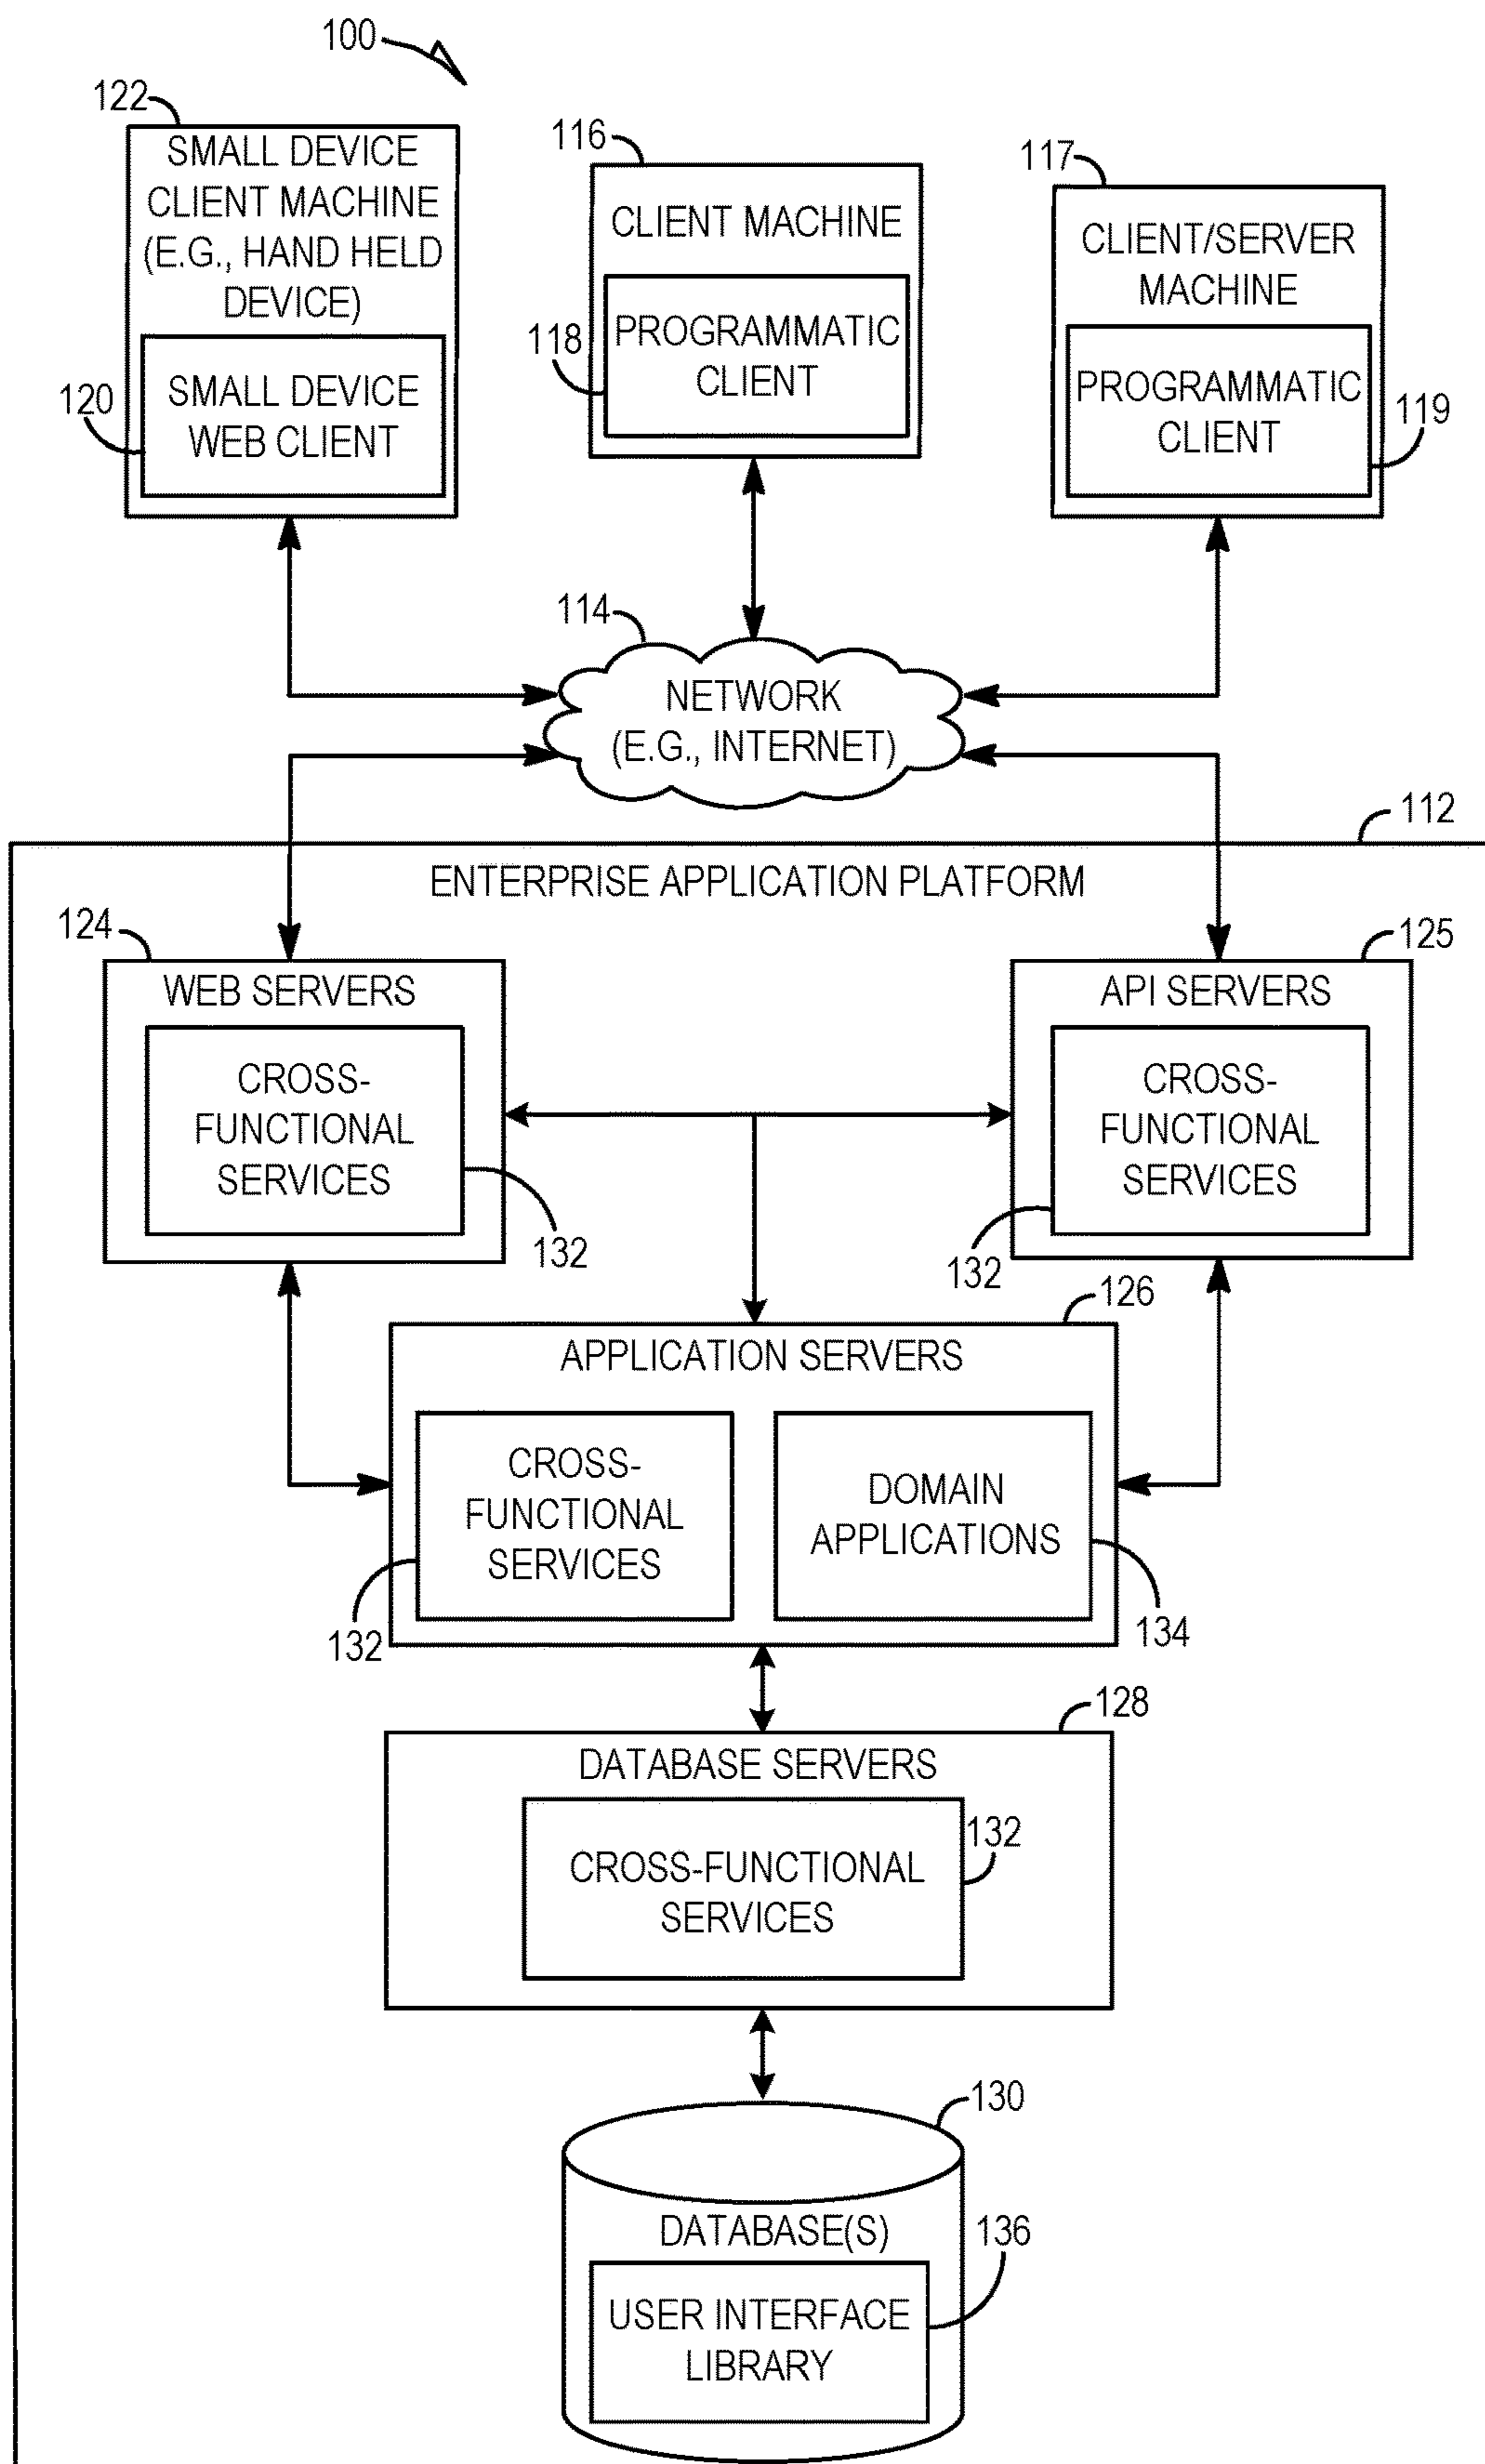 100
122
SMALL DEVICE
CLIENT MACHINE
(E.G., HAND HELD
DEVICE)
120
SMALL DEVICE
WEB CLIENT
116
CLIENT MACHINE
118
PROGRAMMATIC
CLIENT
117
CLIENT/SERVER
MACHINE
PROGRAMMATIC
CLIENT
119
114
NETWORK
(E.G., INTERNET)
112
ENTERPRISE APPLICATION PLATFORM
124
WEB SERVERS
CROSS-
FUNCTIONAL
SERVICES
132
125
API SERVERS
CROSS-
FUNCTIONAL
SERVICES
132
126
APPLICATION SERVERS
CROSS-
FUNCTIONAL
SERVICES
132
DOMAIN
APPLICATIONS
134
128
DATABASE SERVERS
132
CROSS-FUNCTIONAL
SERVICES
130
DATABASE(S)
136
USER INTERFACE
LIBRARY